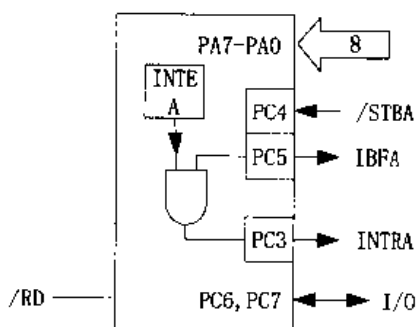 PA7-PA0
8
INTE
A
PC4
/STBA
PC5
IBFA
PC3
INTRA
/RD
PC6, PC7
I/O